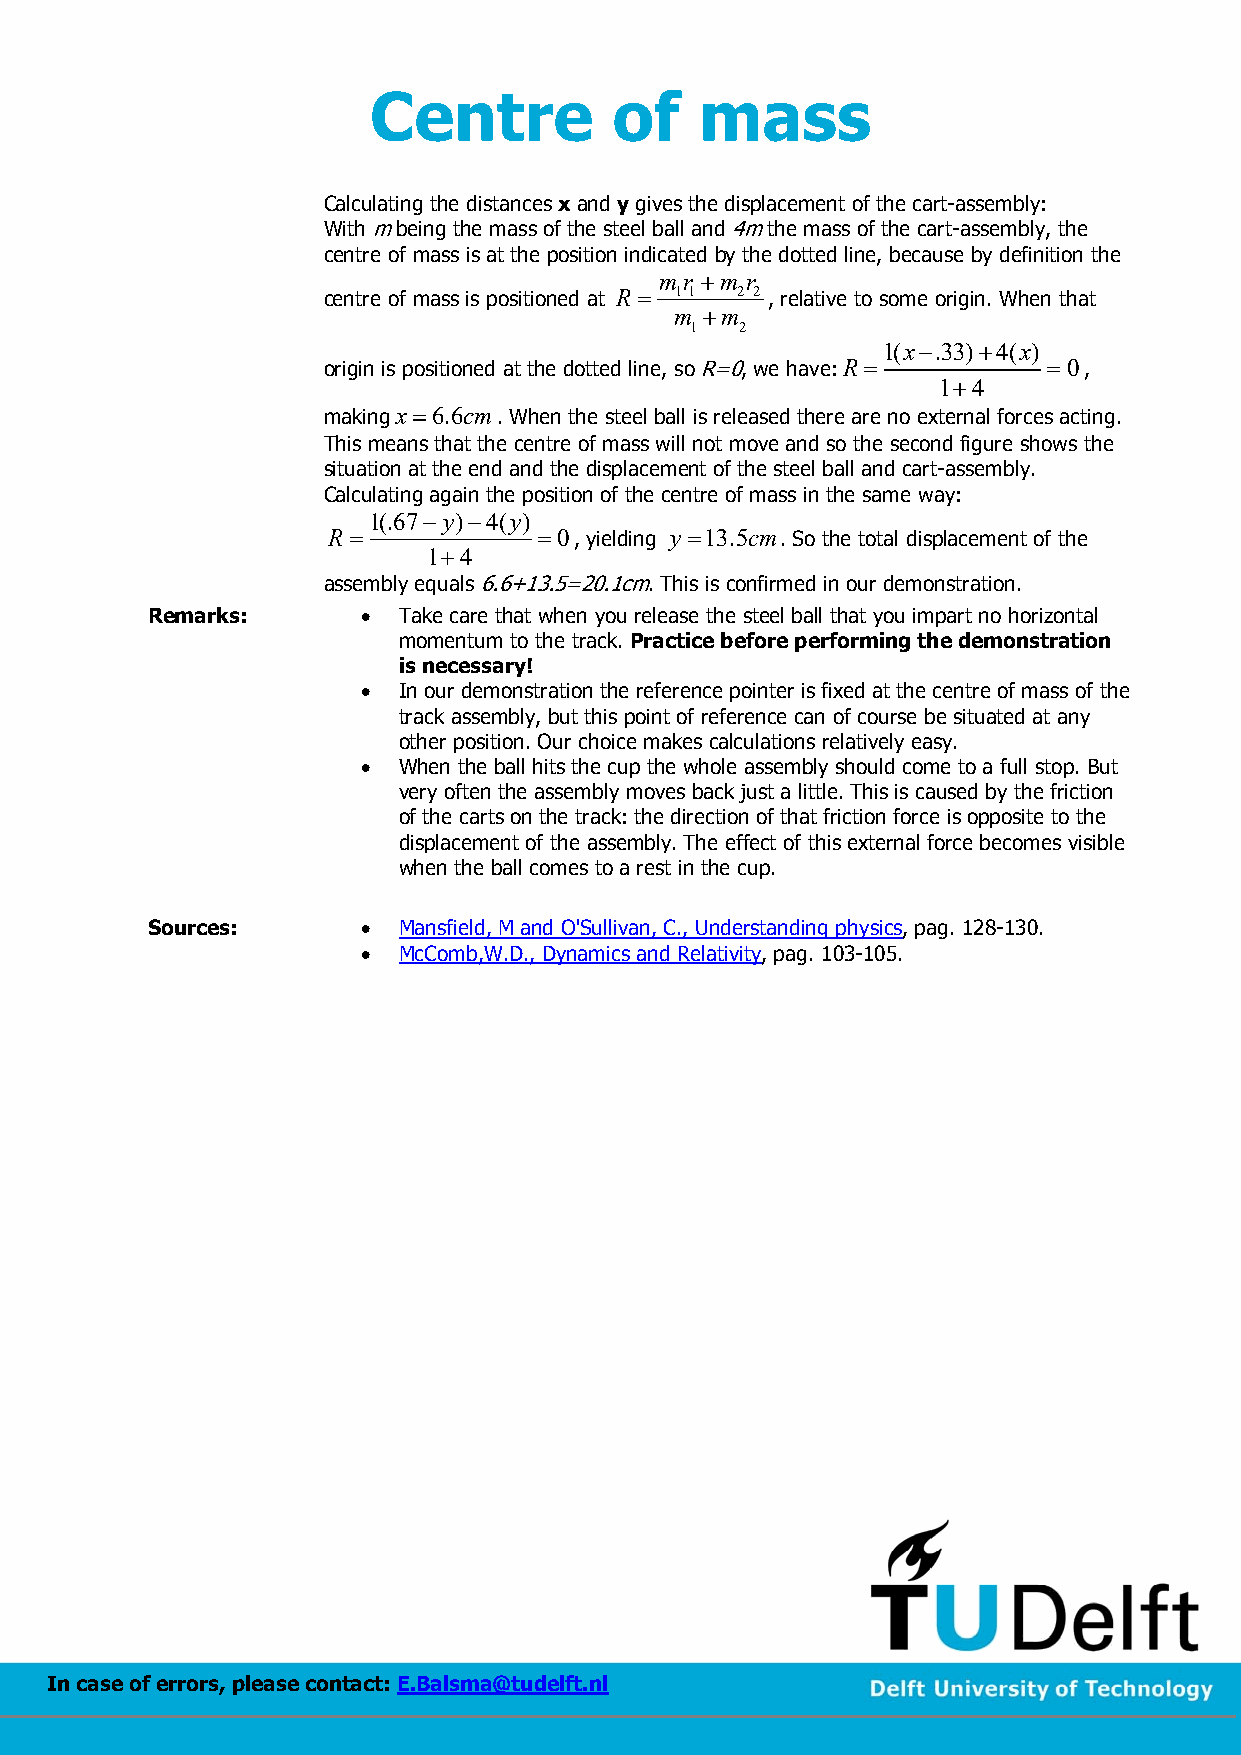 Centre of mass
Calculating the distances x and y gives the displacement of the cart-assembly:
With m being the mass of the steel ball and 4m the mass of the cart-assembly, the
centre of mass is at the position indicated by the dotted line, because by definition the
centre of mass is positioned at R = (m₁r₁ + m₂r₂)/(m₁ + m₂), relative to some origin. When that
origin is positioned at the dotted line, so R=0, we have: R = (1(x−.33)+4(x))/(1+4) = 0,
making x = 6.6cm. When the steel ball is released there are no external forces acting.
This means that the centre of mass will not move and so the second figure shows the
situation at the end and the displacement of the steel ball and cart-assembly.
Calculating again the position of the centre of mass in the same way:
R = (1(.67−y)−4(y))/(1+4) = 0, yielding y = 13.5cm. So the total displacement of the
assembly equals 6.6+13.5=20.1cm. This is confirmed in our demonstration.
Remarks: • Take care that when you release the steel ball that you impart no horizontal
momentum to the track. Practice before performing the demonstration
is necessary!
• In our demonstration the reference pointer is fixed at the centre of mass of the
track assembly, but this point of reference can of course be situated at any
other position. Our choice makes calculations relatively easy.
• When the ball hits the cup the whole assembly should come to a full stop. But
very often the assembly moves back just a little. This is caused by the friction
of the carts on the track: the direction of that friction force is opposite to the
displacement of the assembly. The effect of this external force becomes visible
when the ball comes to a rest in the cup.
Sources: • Mansfield, M and O'Sullivan, C., Understanding physics, pag. 128-130.
• McComb,W.D., Dynamics and Relativity, pag. 103-105.
TUDelft
In case of errors, please contact: E.Balsma@tudelft.nl
Delft University of Technology